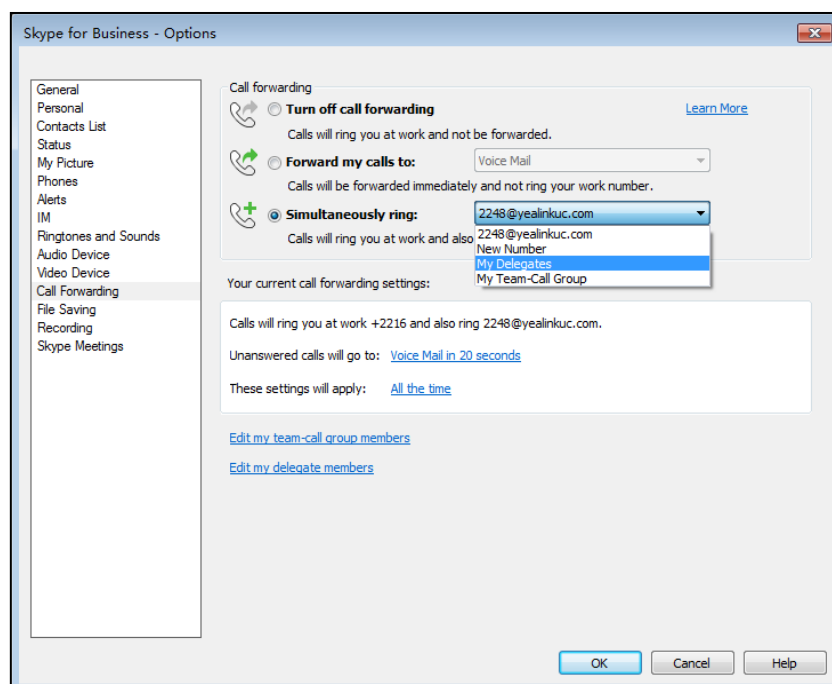 Skype for Business - Options
General
Personal
Contacts List
Status
My Picture
Phones
Alerts
IM
Ringtones and Sounds
Audio Device
Video Device
Call Forwarding
File Saving
Recording
Skype Meetings
Call forwarding
Turn off call forwarding
Learn More
Calls will ring you at work and not be forwarded.
Forward my calls to:
Voice Mail
Calls will be forwarded immediately and not ring your work number.
Simultaneously ring:
2248@yealinkuc.com
Calls will ring you at work and also
2248@yealinkuc.com
New Number
My Delegates
My Team-Call Group
Your current call forwarding settings:
Calls will ring you at work +2216 and also ring 2248@yealinkuc.com.
Unanswered calls will go to: Voice Mail in 20 seconds
These settings will apply: All the time
Edit my team-call group members
Edit my delegate members
OK
Cancel
Help